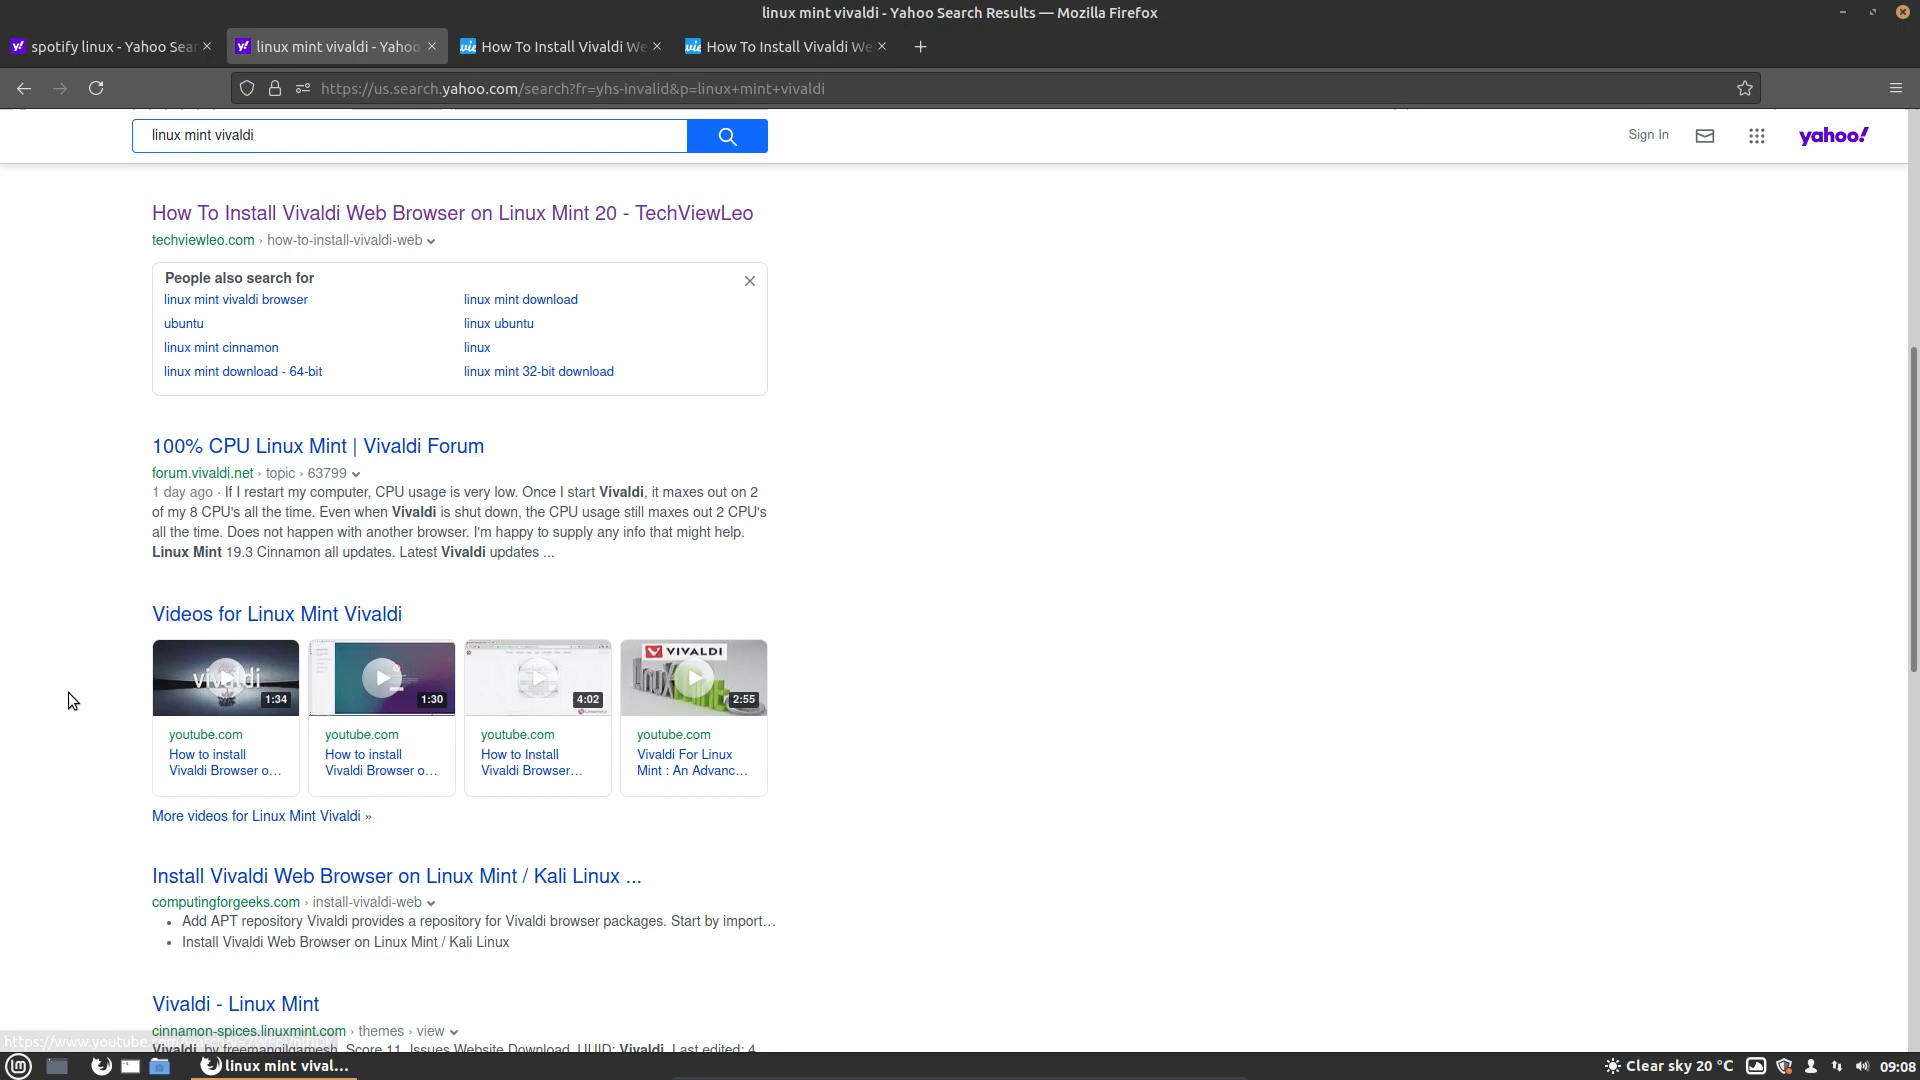 linux mint vivaldi - Yahoo Search Results — Mozilla Firefox
spotify linux - Yahoo Sear
linux mint vivaldi - Yahoo
How To Install Vivaldi We
How To Install Vivaldi We
https://us.search.yahoo.com/search?fr=yhs-invalid&p=linux+mint+vivaldi
linux mint vivaldi
Sign In
yahoo!
How To Install Vivaldi Web Browser on Linux Mint 20 - TechViewLeo
techviewleo.com › how-to-install-vivaldi-web
People also search for
linux mint vivaldi browser
linux mint download
ubuntu
linux ubuntu
linux mint cinnamon
linux
linux mint download - 64-bit
linux mint 32-bit download
100% CPU Linux Mint | Vivaldi Forum
forum.vivaldi.net › topic › 63799
1 day ago · If I restart my computer, CPU usage is very low. Once I start Vivaldi, it maxes out on 2
of my 8 CPU's all the time. Even when Vivaldi is shut down, the CPU usage still maxes out 2 CPU's
all the time. Does not happen with another browser. I'm happy to supply any info that might help.
Linux Mint 19.3 Cinnamon all updates. Latest Vivaldi updates ...
Videos for Linux Mint Vivaldi
vivaldi
1:34
1:30
4:02
VIVALDI
2:55
youtube.com
How to install
Vivaldi Browser o...
youtube.com
How to install
Vivaldi Browser o...
youtube.com
How to Install
Vivaldi Browser...
youtube.com
Vivaldi For Linux
Mint : An Advanc...
More videos for Linux Mint Vivaldi »
Install Vivaldi Web Browser on Linux Mint / Kali Linux ...
computingforgeeks.com › install-vivaldi-web
• Add APT repository Vivaldi provides a repository for Vivaldi browser packages. Start by import...
• Install Vivaldi Web Browser on Linux Mint / Kali Linux
Vivaldi - Linux Mint
cinnamon-spices.linuxmint.com › themes › view
Vivaldi. by freemangilgamesh. Score 11. Issues Website Download. UUID: Vivaldi. Last edited: 4
linux mint vival...
Clear sky 20 °C
09:08